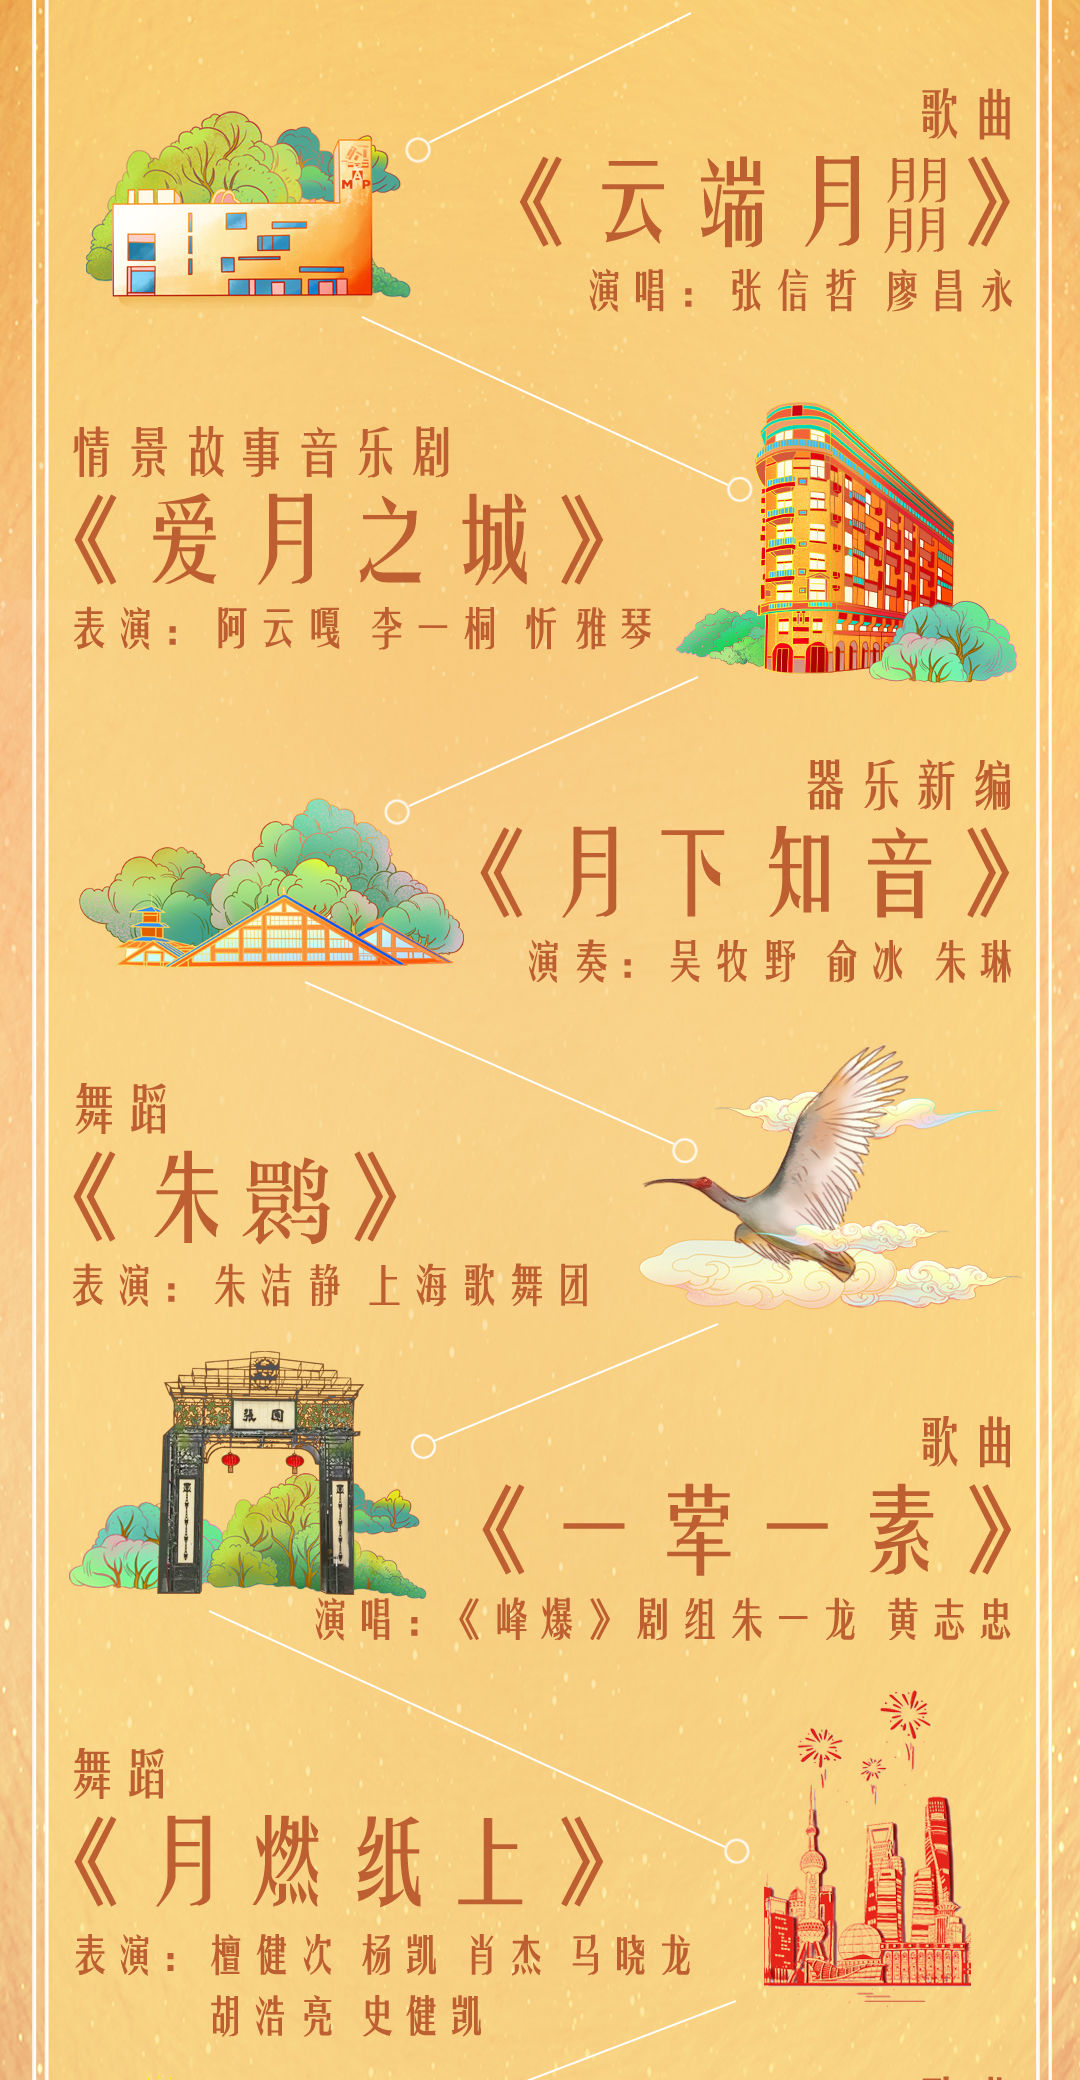 歌曲
《云端月朤》
演唱：张信哲 廖昌永
MAP
情景故事音乐剧
《爱月之城》
表演：阿云嘎 李一桐 忻雅琴
器乐新编
《月下知音》
演奏：吴牧野 俞冰 朱琳
舞蹈
《朱鹮》
表演：朱洁静 上海歌舞团
張園
歌曲
《一荤一素》
演唱：《峰爆》剧组朱一龙 黄志忠
舞蹈
《月燃纸上》
表演：檀健次 杨凯 肖杰 马晓龙
胡浩亮 史健凯